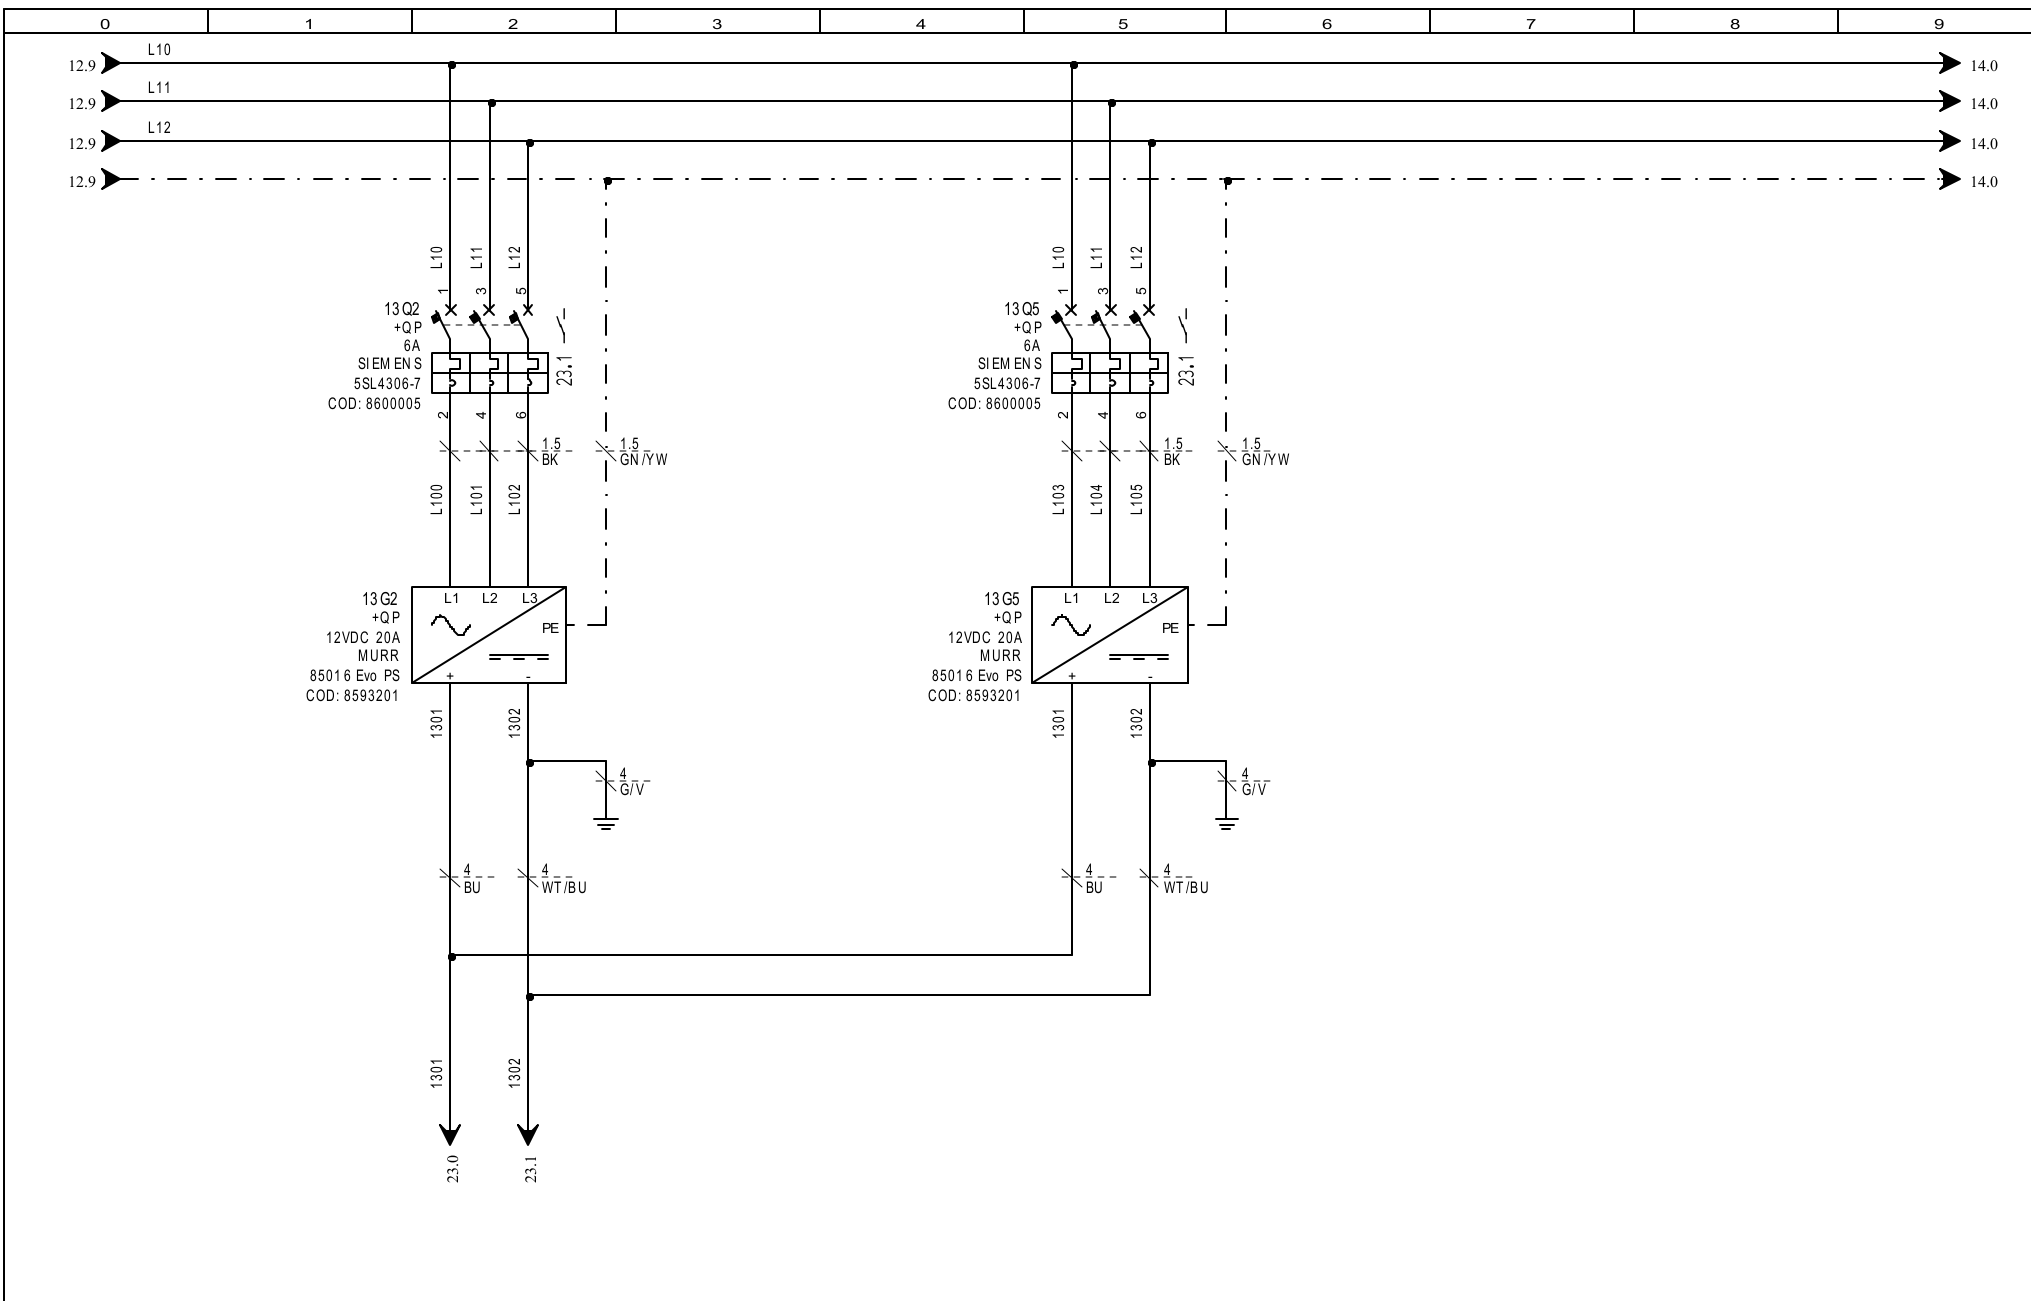 0 1 2 3 4 5 6 7 8 9
L10
12.9 14.0
L11
12.9 14.0
L12
12.9 14.0
12.9 14.0
L10 L11 L12
L10 L11 L12
1 3 5
1 3 5
13Q2
+QP
6A
SIEMENS
5SL4306-7
COD: 8600005
23.1
13Q5
+QP
6A
SIEMENS
5SL4306-7
COD: 8600005
23.1
2 4 6
2 4 6
1.5
BK
1.5
GN/YW
1.5
BK
1.5
GN/YW
L100 L101 L102
L103 L104 L105
13G2
+QP
12VDC 20A
MURR
85016 Evo PS
COD: 8593201
L1 L2 L3
PE
+ -
13G5
+QP
12VDC 20A
MURR
85016 Evo PS
COD: 8593201
L1 L2 L3
PE
+ -
1301 1302
1301 1302
4
G/V
4
G/V
4
BU
4
WT/BU
4
BU
4
WT/BU
1301 1302
23.0 23.1